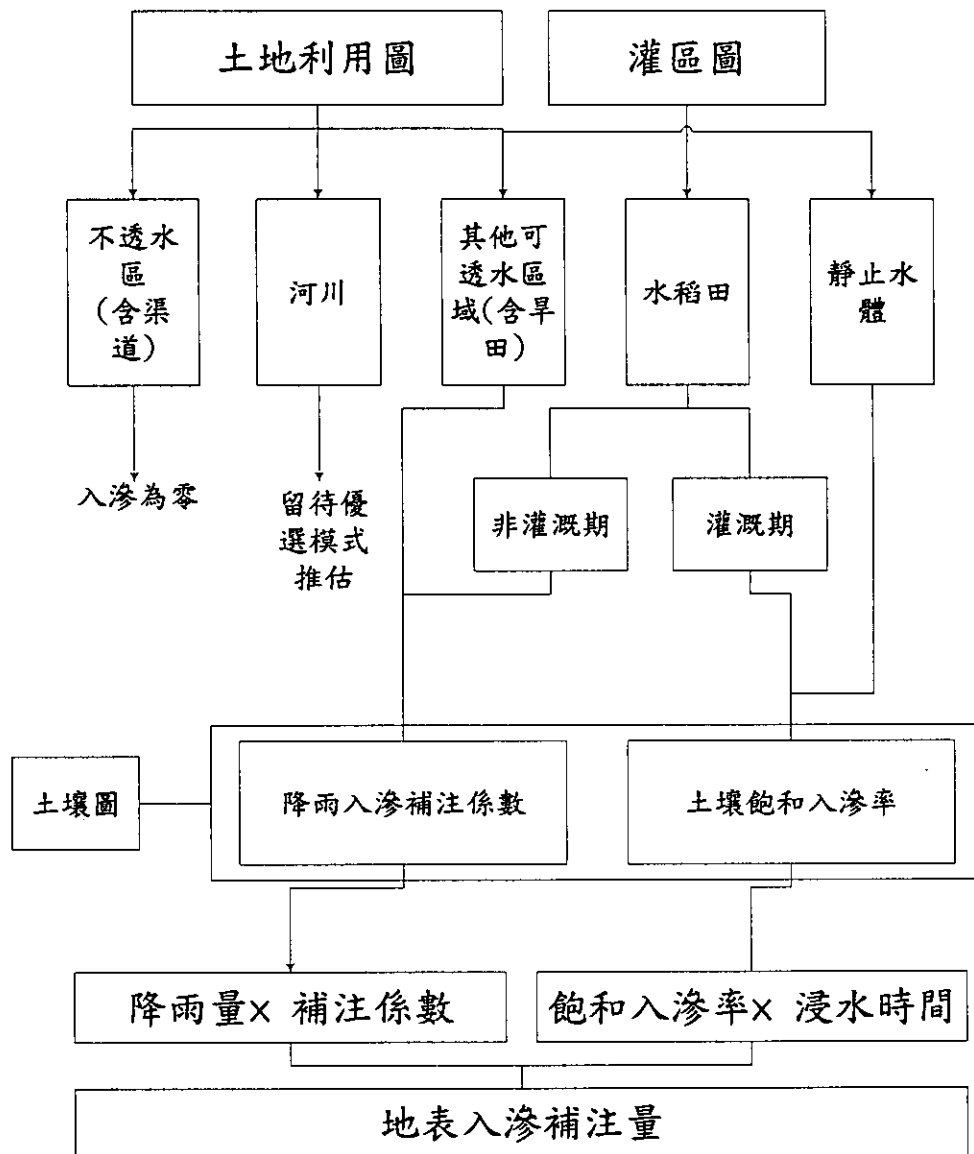 土地利用圖
灌區圖
不透水
區
(含渠
道)
河川
其他可
透水區
域(含旱
田)
水稻田
靜止水
體
入滲為零
留待優
選模式
推估
非灌溉期
灌溉期
土壤圖
降雨入滲補注係數
土壤飽和入滲率
降雨量× 補注係數
飽和入滲率× 浸水時間
地表入滲補注量